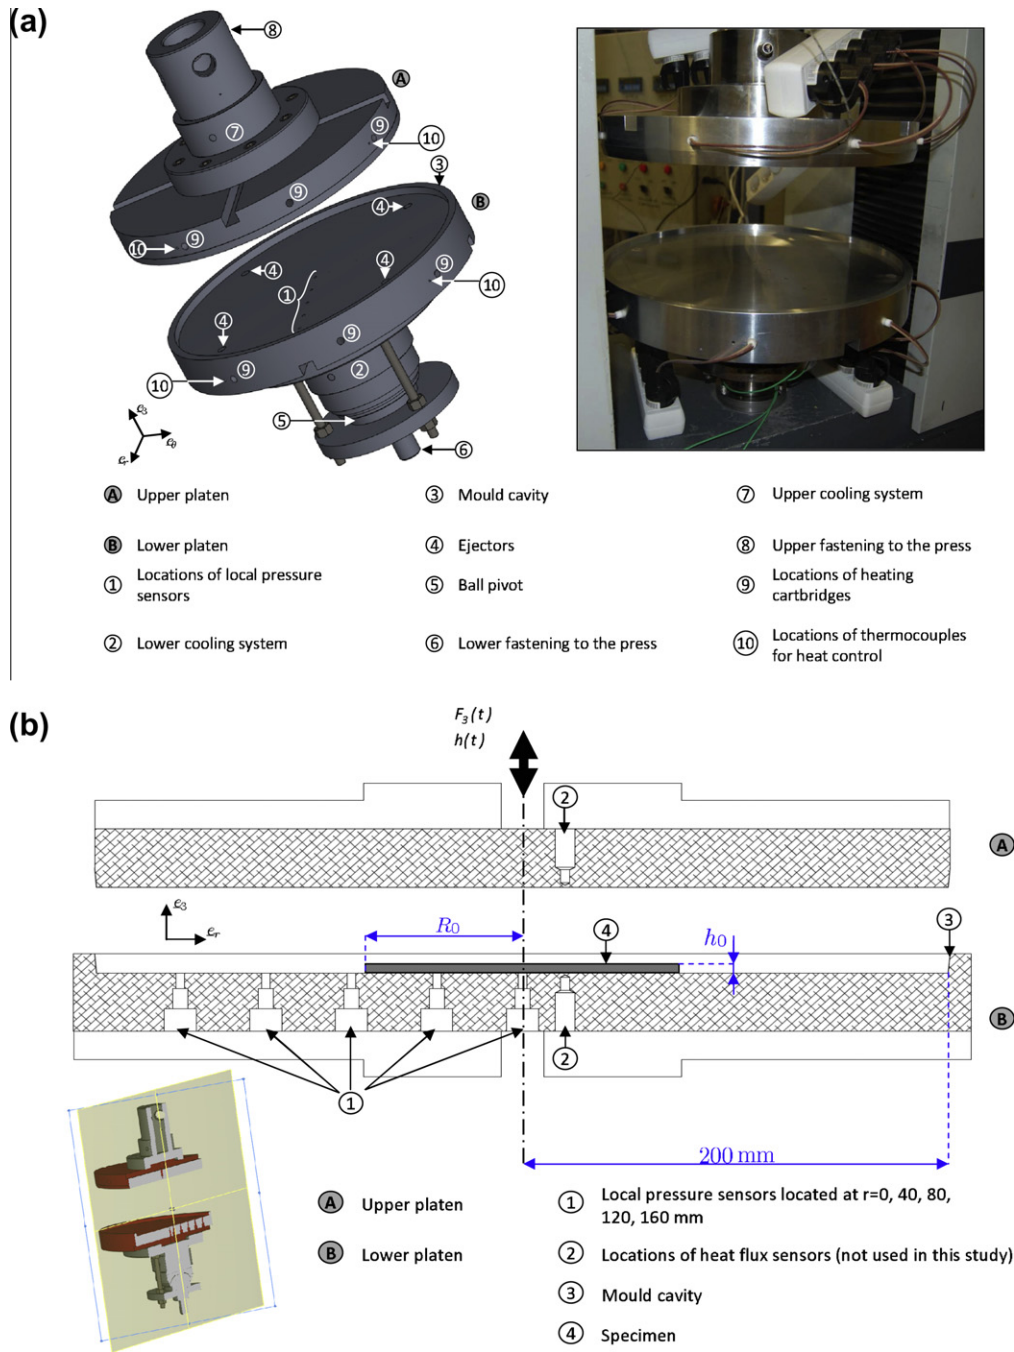 (a)
8
A
7
9
10
3
9
B
4
9
10
4
4
9
1
10
4
9
9
2
10
5
6
e3
eθ
er
A Upper platen
3 Mould cavity
7 Upper cooling system
B Lower platen
4 Ejectors
8 Upper fastening to the press
1 Locations of local pressure
sensors
5 Ball pivot
9 Locations of heating
cartbridges
2 Lower cooling system
6 Lower fastening to the press
10 Locations of thermocouples
for heat control
(b)
F3(t)
h(t)
2
A
e3
er
R0
4
h0
3
B
2
1
200 mm
A Upper platen
B Lower platen
1 Local pressure sensors located at r=0, 40, 80,
120, 160 mm
2 Locations of heat flux sensors (not used in this study)
3 Mould cavity
4 Specimen